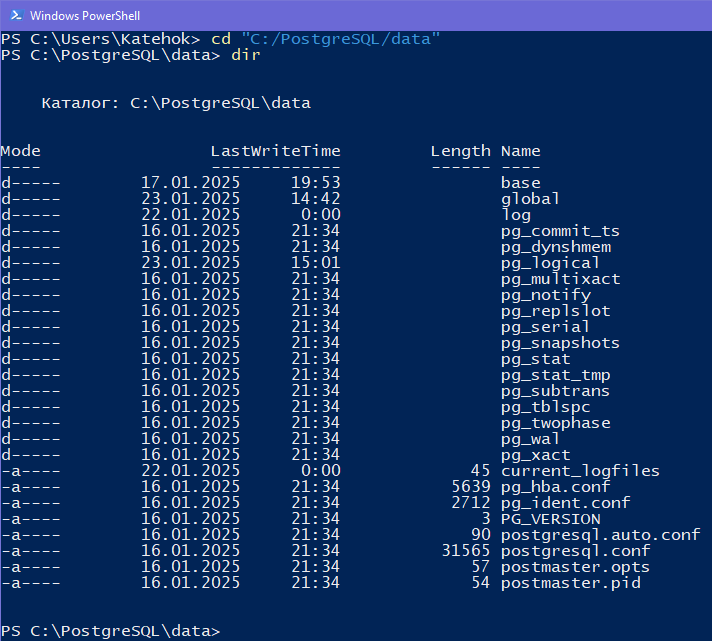 Windows PowerShell
PS C:\Users\Katehok> cd "C:/PostgreSQL/data"
PS C:\PostgreSQL\data> dir
Каталог: C:\PostgreSQL\data
Mode LastWriteTime Length Name
---- ------------- ------ ----
d----- 17.01.2025 19:53 base
d----- 23.01.2025 14:42 global
d----- 22.01.2025 0:00 log
d----- 16.01.2025 21:34 pg_commit_ts
d----- 16.01.2025 21:34 pg_dynshmem
d----- 23.01.2025 15:01 pg_logical
d----- 16.01.2025 21:34 pg_multixact
d----- 16.01.2025 21:34 pg_notify
d----- 16.01.2025 21:34 pg_replslot
d----- 16.01.2025 21:34 pg_serial
d----- 16.01.2025 21:34 pg_snapshots
d----- 16.01.2025 21:34 pg_stat
d----- 16.01.2025 21:34 pg_stat_tmp
d----- 16.01.2025 21:34 pg_subtrans
d----- 16.01.2025 21:34 pg_tblspc
d----- 16.01.2025 21:34 pg_twophase
d----- 16.01.2025 21:34 pg_wal
d----- 16.01.2025 21:34 pg_xact
-a---- 22.01.2025 0:00 45 current_logfiles
-a---- 16.01.2025 21:34 5639 pg_hba.conf
-a---- 16.01.2025 21:34 2712 pg_ident.conf
-a---- 16.01.2025 21:34 3 PG_VERSION
-a---- 16.01.2025 21:34 90 postgresql.auto.conf
-a---- 16.01.2025 21:34 31565 postgresql.conf
-a---- 16.01.2025 21:34 57 postmaster.opts
-a---- 16.01.2025 21:34 54 postmaster.pid
PS C:\PostgreSQL\data>